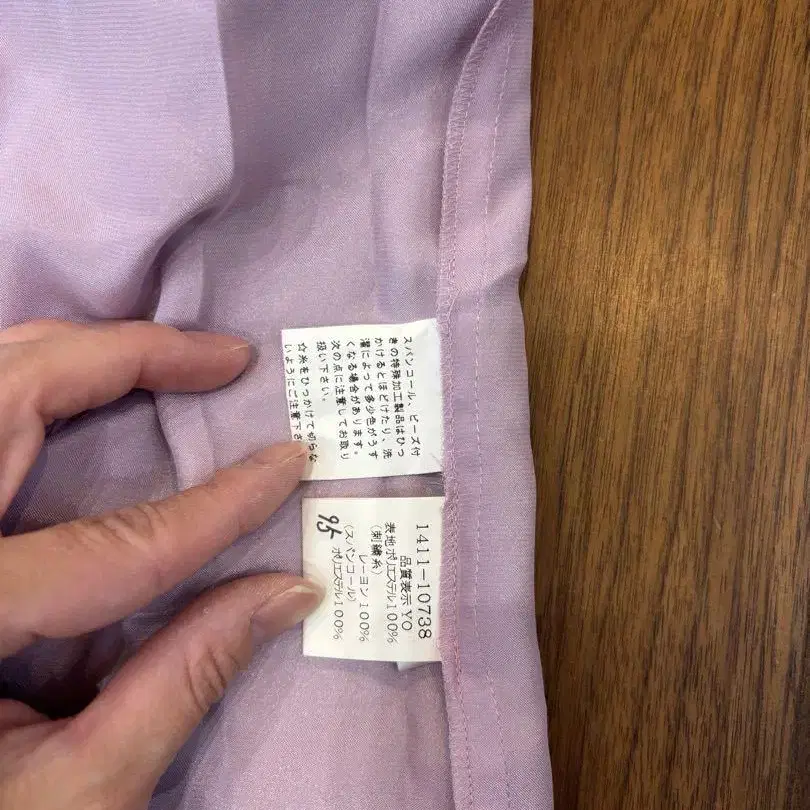 スパンコール、ビーズ付
きの特殊加工製品はひっ
かけるとほどけたり、洗
濯によって多少色がうす
くなる場合があります。
次の点に注意してお取り
扱い下さい。
☆糸をひっかけて切らな
いようにご注意下さ
1411-10738
品質表示 YO
表地ポリエステル100%
(刺繍糸)
レーヨン100%
(スパンコール)
ポリエステル100%
95